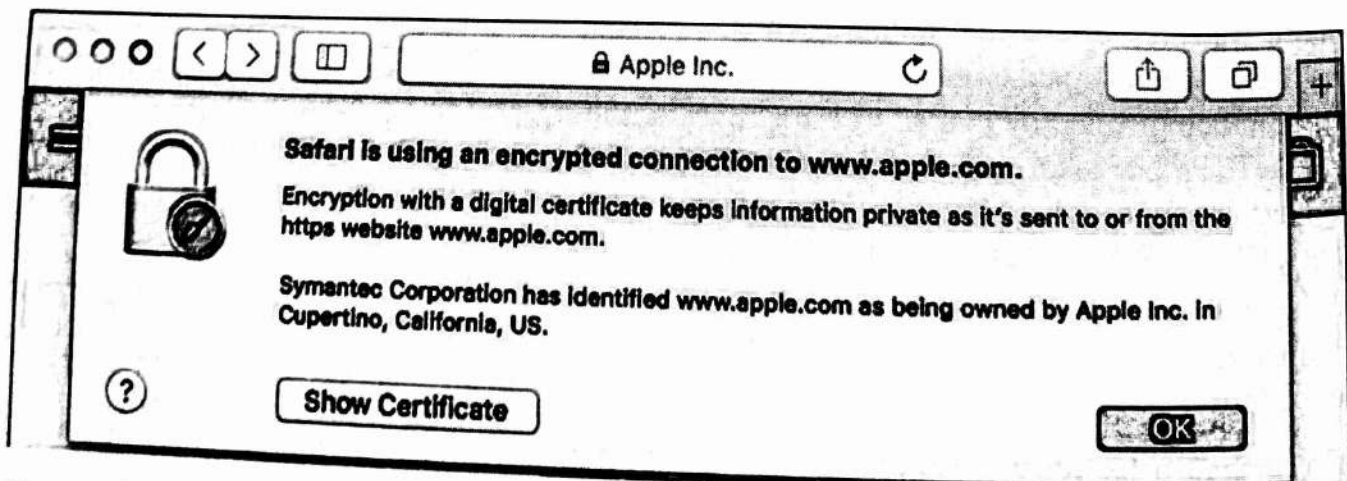 Apple Inc.
Safari is using an encrypted connection to www.apple.com.
Encryption with a digital certificate keeps information private as it's sent to or from the
https website www.apple.com.
Symantec Corporation has identified www.apple.com as being owned by Apple Inc. in
Cupertino, California, US.
?
Show Certificate
OK